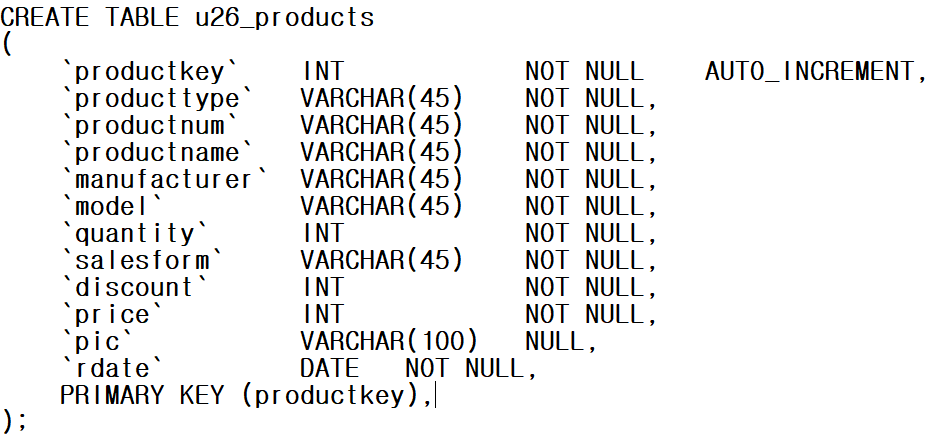 CREATE TABLE u26_products
(
`productkey` INT NOT NULL AUTO_INCREMENT,
`producttype` VARCHAR(45) NOT NULL,
`productnum` VARCHAR(45) NOT NULL,
`productname` VARCHAR(45) NOT NULL,
`manufacturer` VARCHAR(45) NOT NULL,
`model` VARCHAR(45) NOT NULL,
`quantity` INT NOT NULL,
`salesform` VARCHAR(45) NOT NULL,
`discount` INT NOT NULL,
`price` INT NOT NULL,
`pic` VARCHAR(100) NULL,
`rdate` DATE NOT NULL,
PRIMARY KEY (productkey),
);